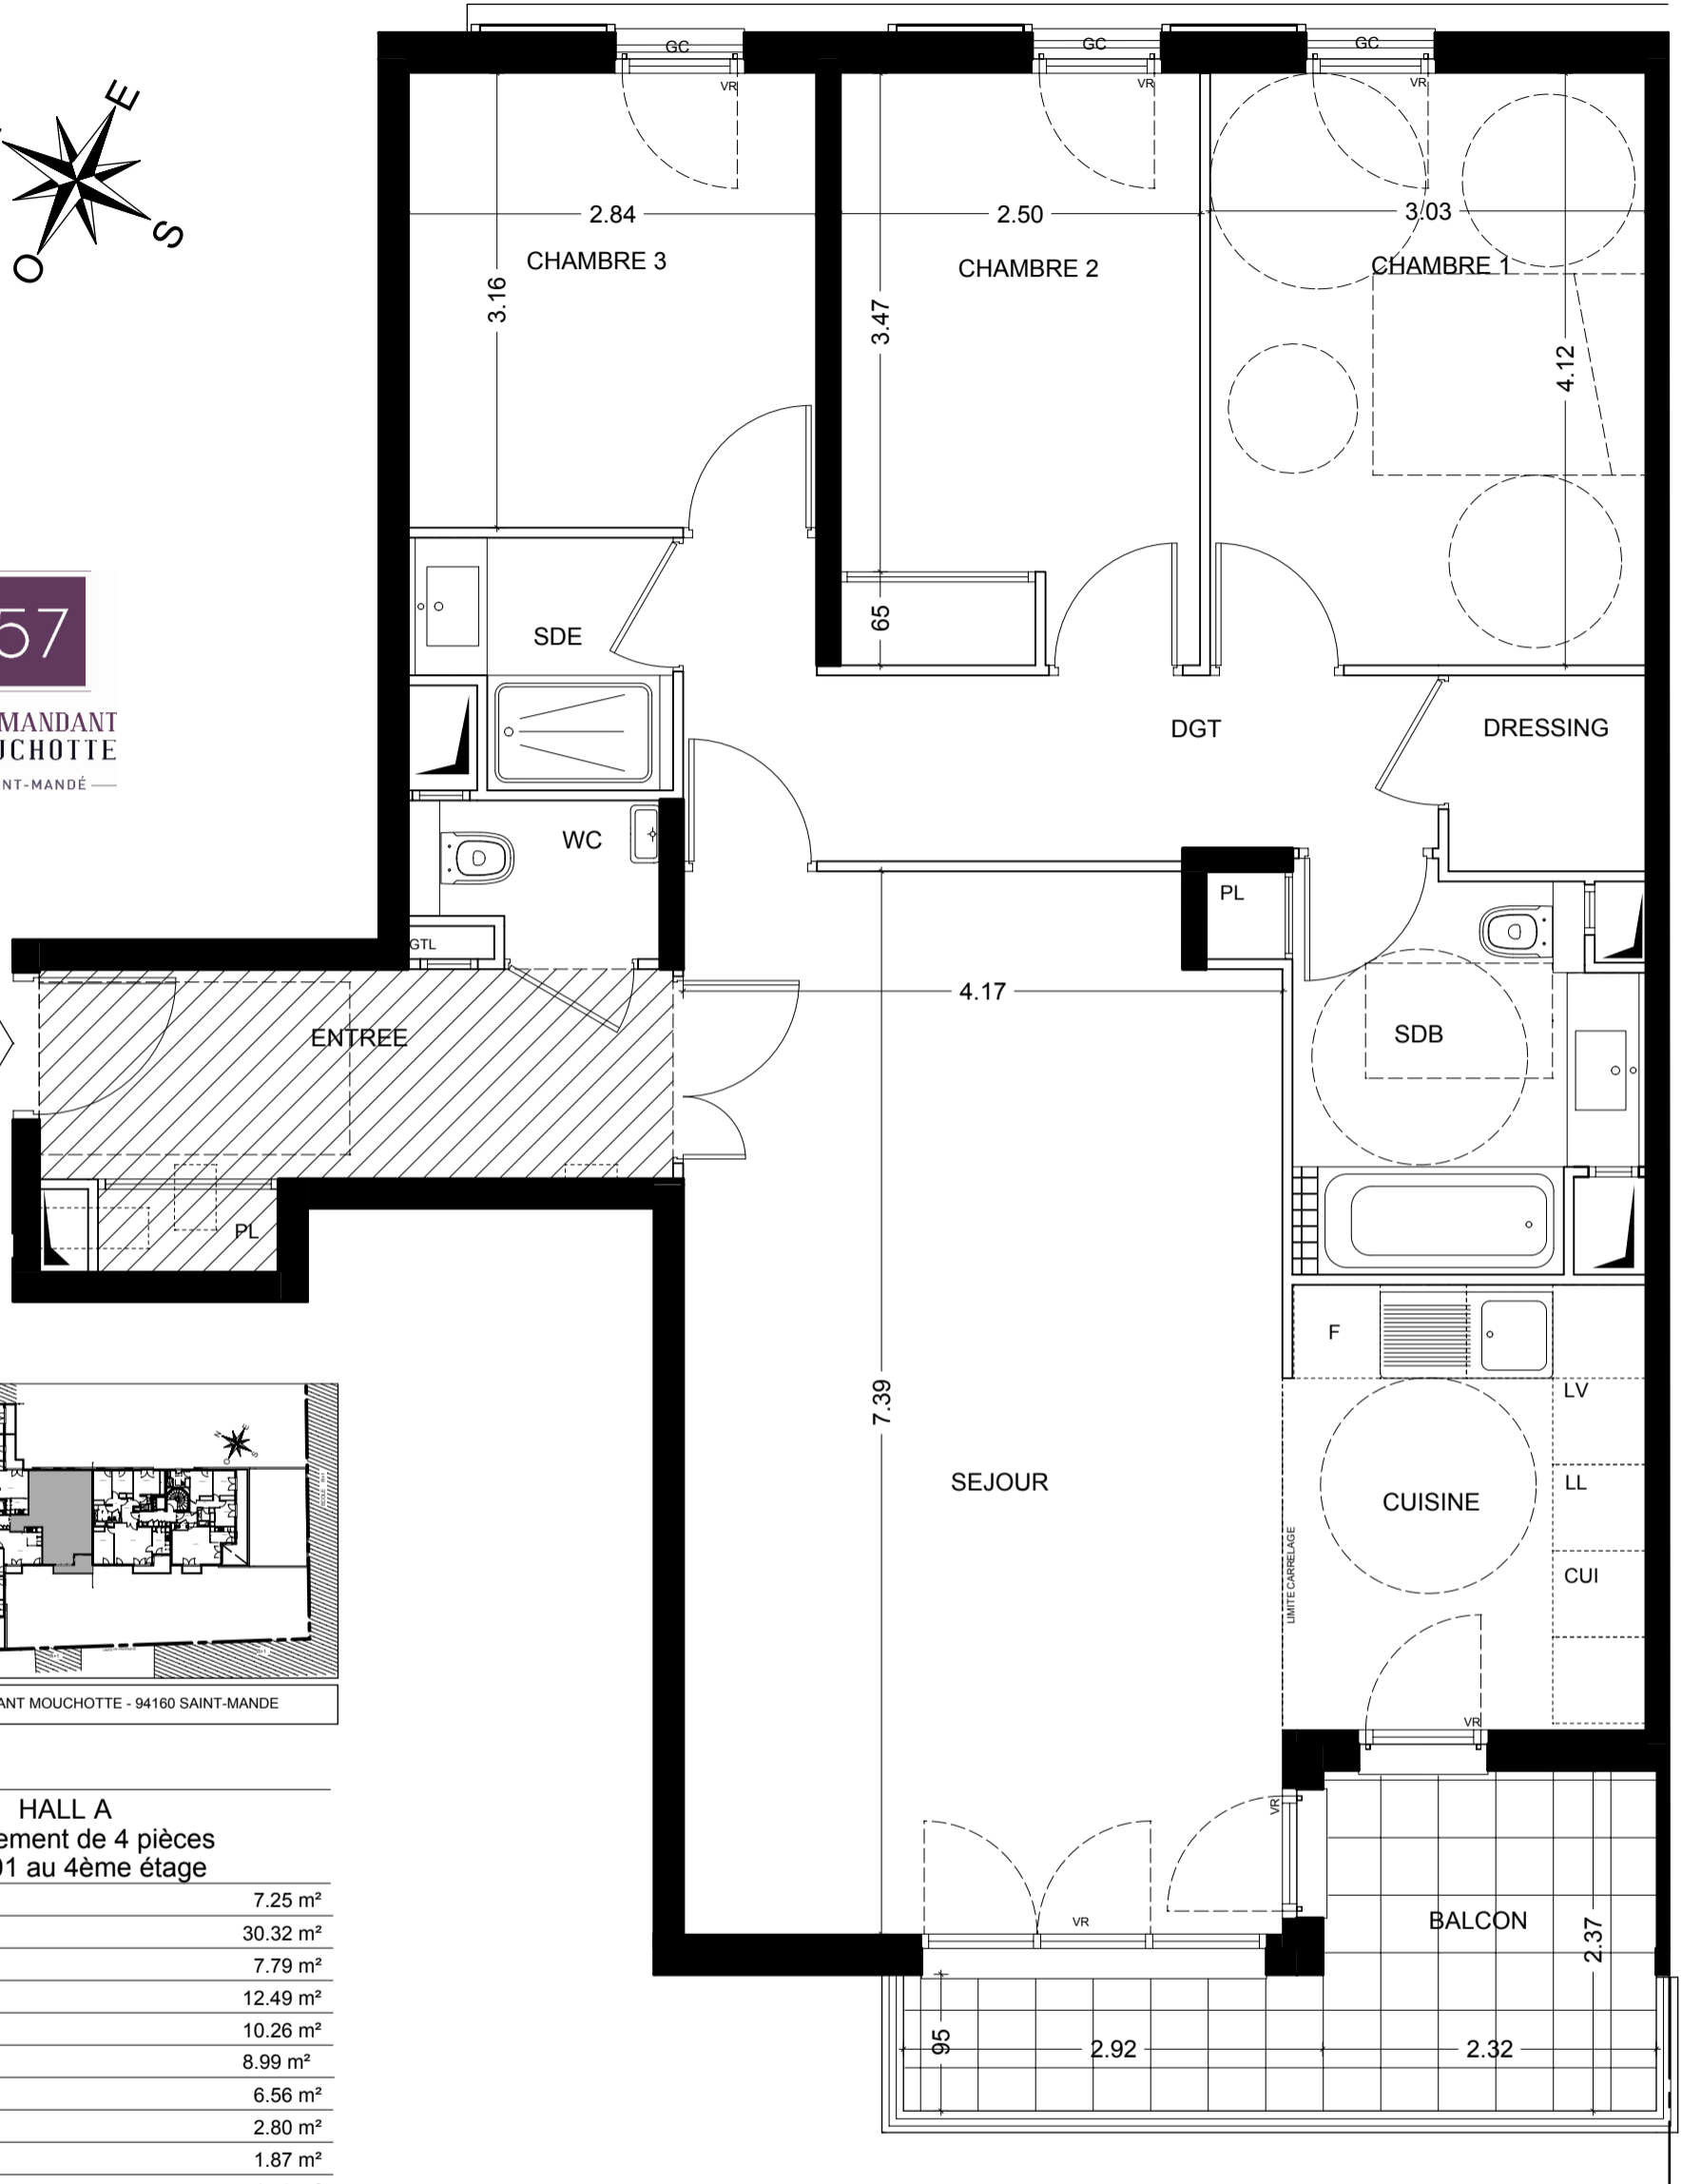 GC
GC
GC
VR
VR
VR
E
S
O
2.84
2.50
3.03
CHAMBRE 3
CHAMBRE 2
CHAMBRE 1
3.16
3.47
4.12
57
65
SDE
MANDANT
UCHOTTE
NT-MANDÉ
DGT
DRESSING
WC
PL
GTL
4.17
ENTREE
SDB
PL
F
LV
7.39
LL
SEJOUR
CUISINE
CUI
LIMITE CARRELAGE
ANT MOUCHOTTE - 94160 SAINT-MANDE
VR
VR
HALL A
ement de 4 pièces
01 au 4ème étage
7.25 m²
30.32 m²
7.79 m²
12.49 m²
10.26 m²
8.99 m²
6.56 m²
2.80 m²
1.87 m²
VR
BALCON
2.37
95
2.92
2.32